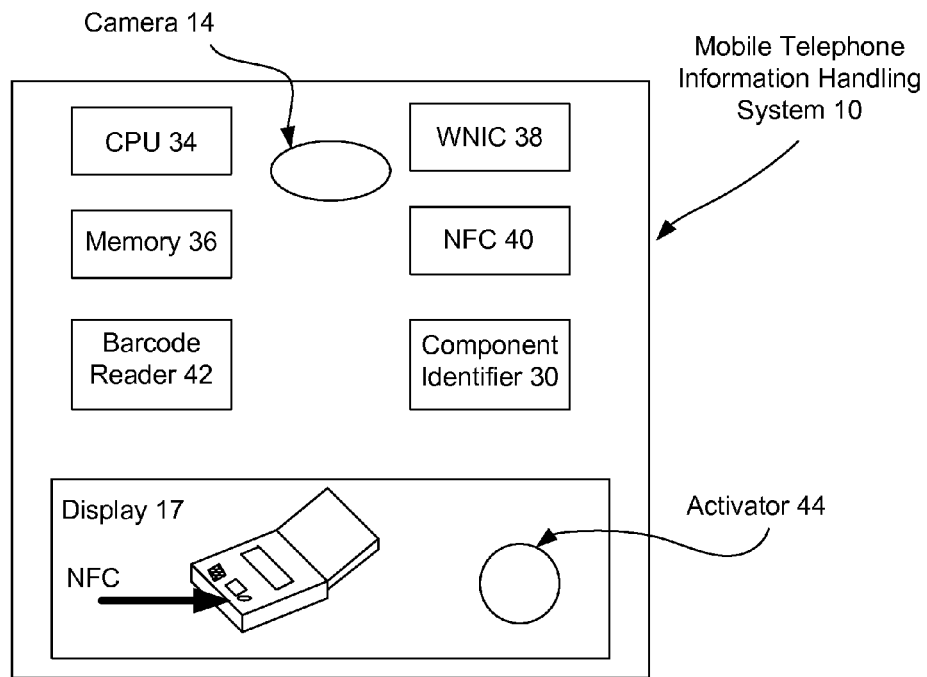 Camera 14
Mobile Telephone
Information Handling
System 10
CPU 34
WNIC 38
Memory 36
NFC 40
Barcode
Reader 42
Component
Identifier 30
Display 17
Activator 44
NFC